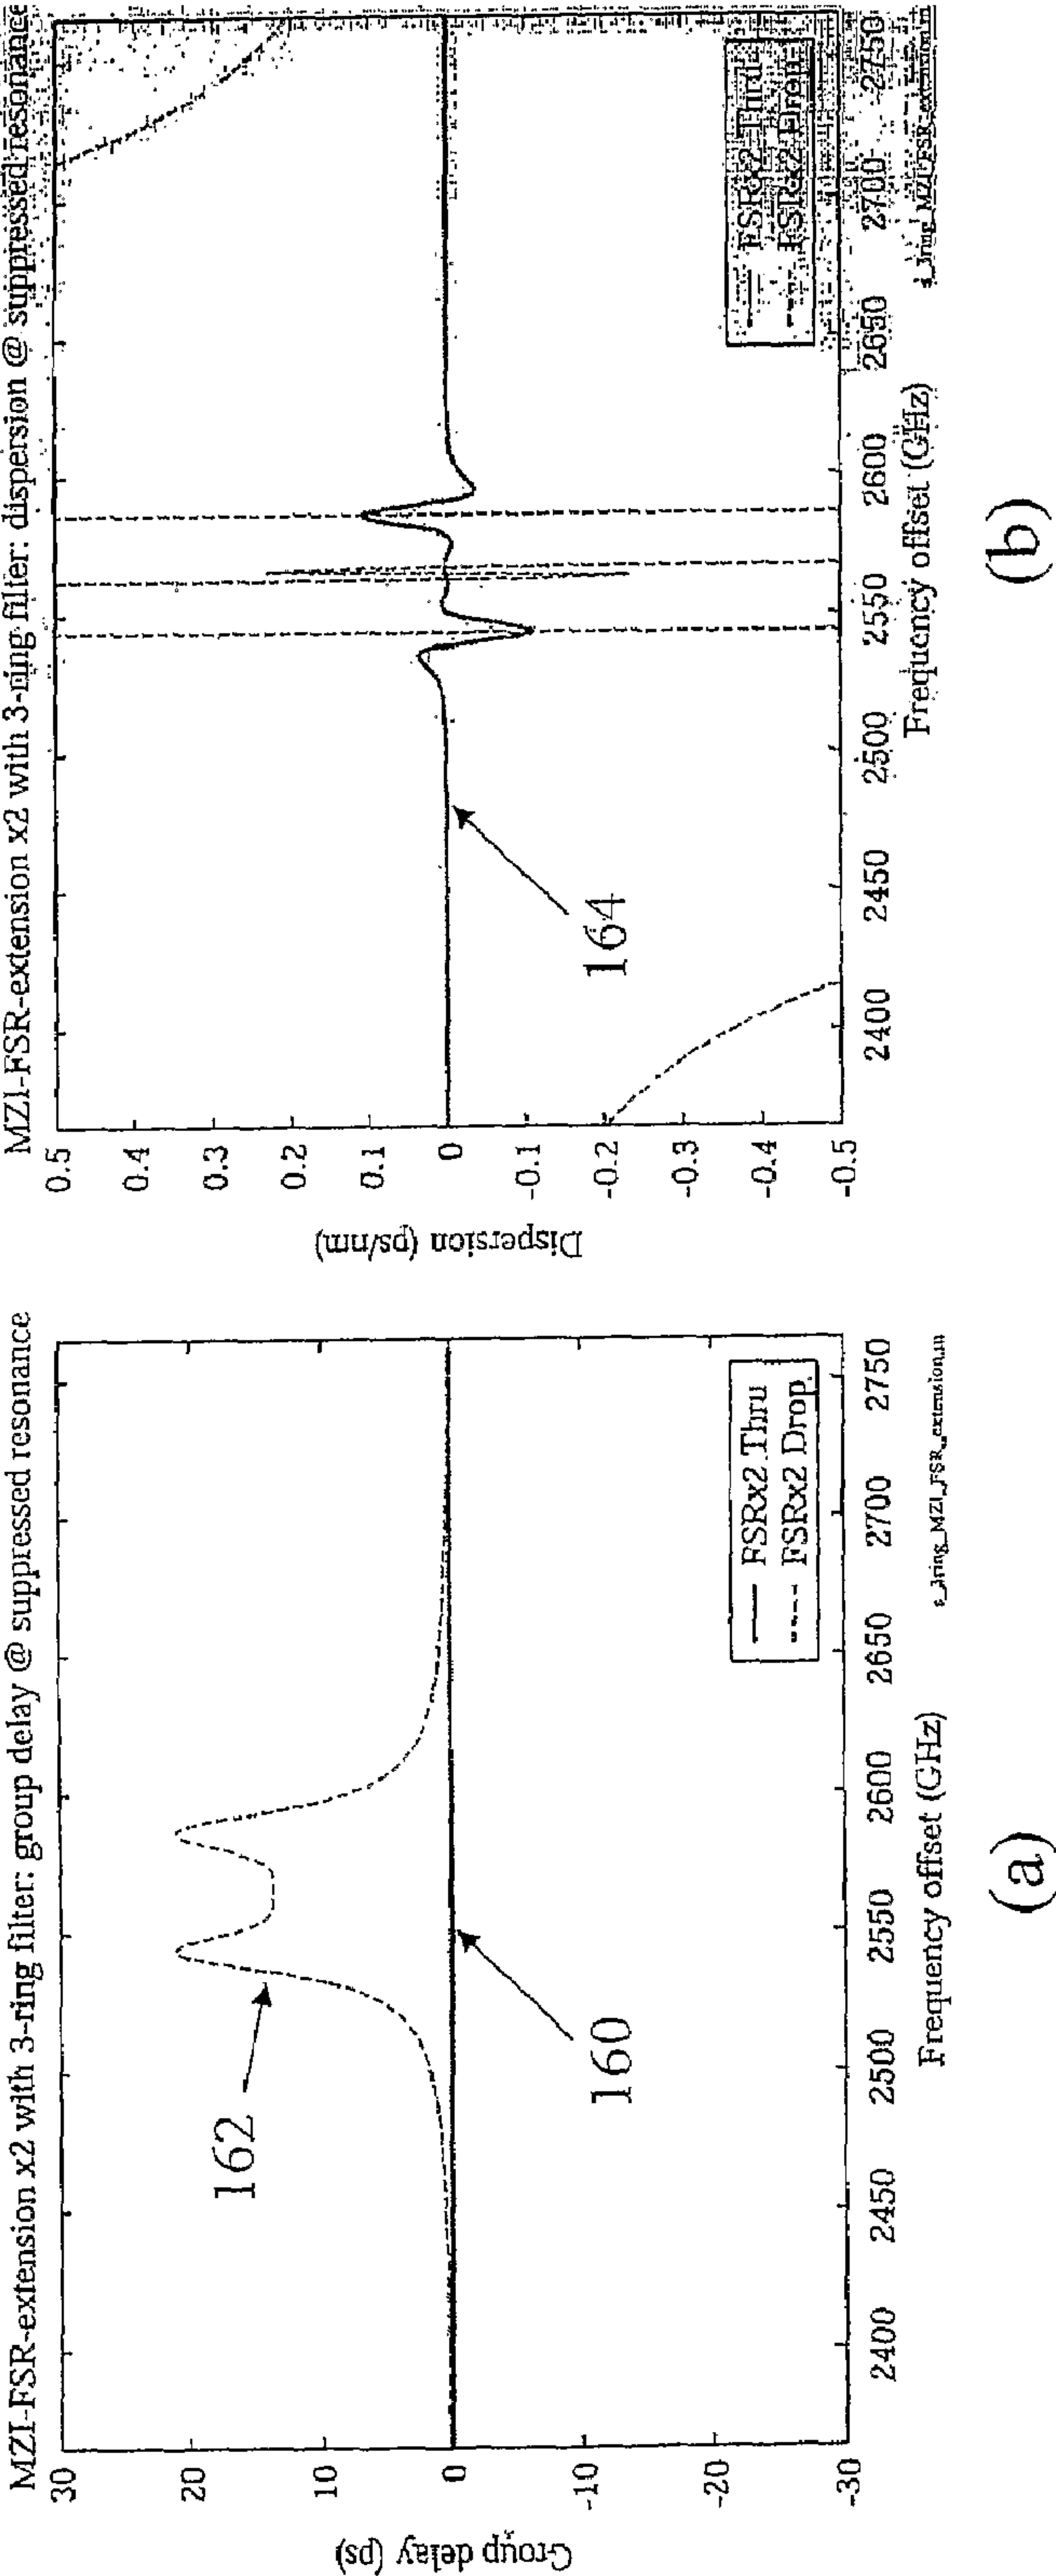 MZI-FSR-extension x2 with 3-ring filter: group delay @ suppressed resonance
30
20
10
0
-10
-20
-30
Group delay (ps)
162
160
FSRx2 Thru
FSRx2 Drop
2400
2450
2500
2550
2600
2650
2700
2750
Frequency offset (GHz)
s_3ring_MZI_FSR_extension.m
(a)
MZI-FSR-extension x2 with 3-ring filter: dispersion @ suppressed resonance
0.5
0.4
0.3
0.2
0.1
0
-0.1
-0.2
-0.3
-0.4
-0.5
Dispersion (ps/nm)
164
FSRx2 Thru
FSRx2 Drop
2400
2450
2500
2550
2600
2650
2700
2750
Frequency offset (GHz)
s_3ring_MZI_FSR_extension.m
(b)